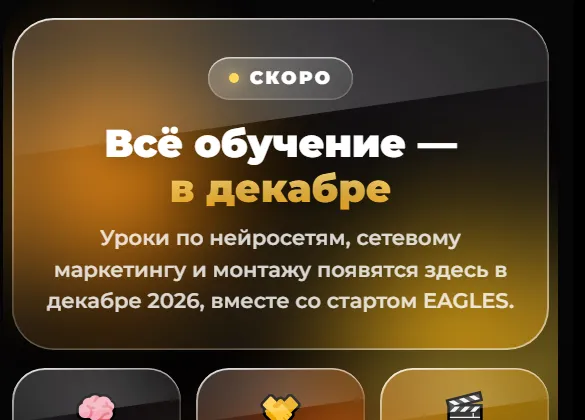 СКОРО
Всё обучение —
в декабре
Уроки по нейросетям, сетевому
маркетингу и монтажу появятся здесь в
декабре 2026, вместе со стартом EAGLES.